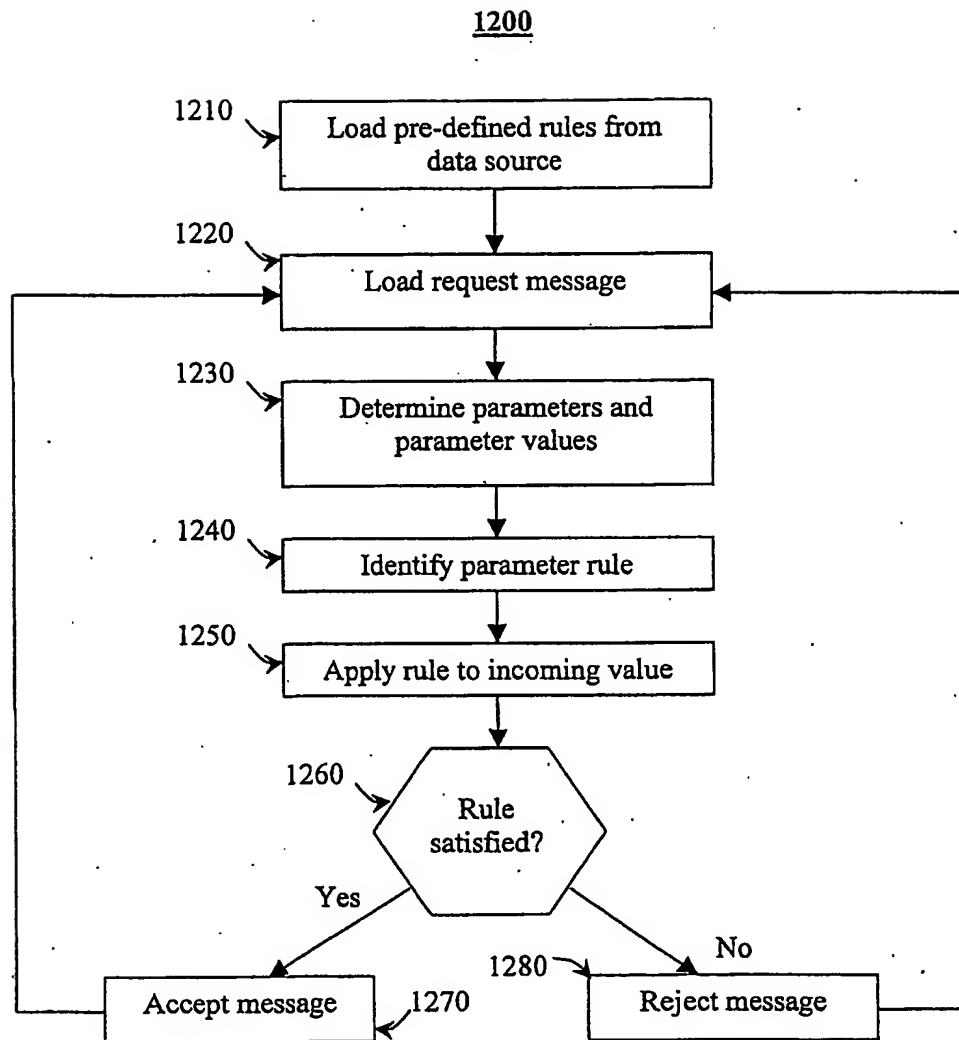 1200
1210
Load pre-defined rules from
data source
1220
Load request message
1230
Determine parameters and
parameter values
1240
Identify parameter rule
1250
Apply rule to incoming value
1260
Rule
satisfied?
Yes
No
Accept message
1270
1280
Reject message